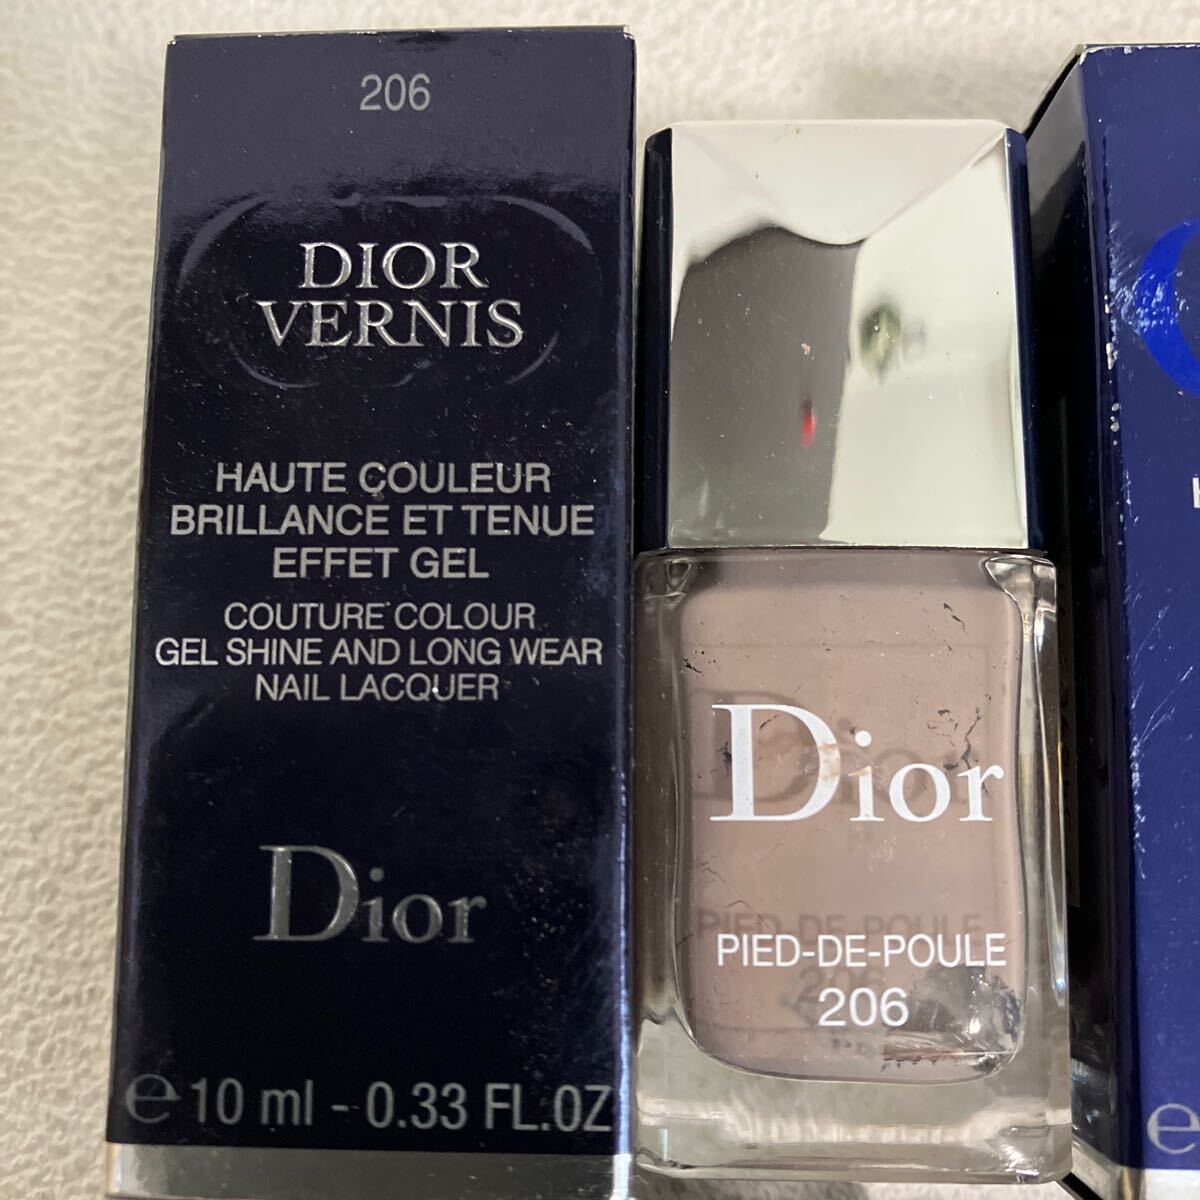 206
DIOR
VERNIS
HAUTE COULEUR
BRILLANCE ET TENUE
EFFET GEL
COUTURE COLOUR
GEL SHINE AND LONG WEAR
NAIL LACQUER
Dior
e 10 ml - 0.33 FL.OZ
Dior
PIED-DE-POULE
206
e